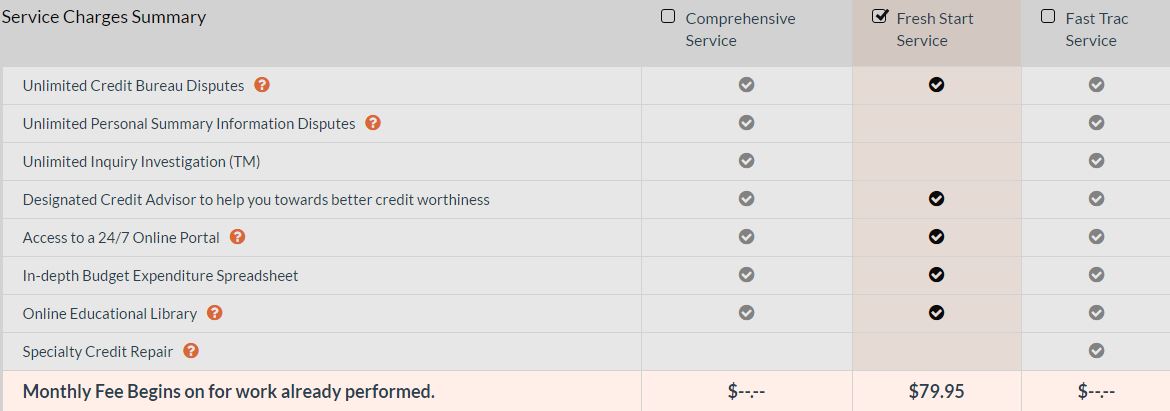 Service Charges Summary
Comprehensive Service
Fresh Start Service
Fast Trac Service
Unlimited Credit Bureau Disputes ?
Unlimited Personal Summary Information Disputes ?
Unlimited Inquiry Investigation (TM)
Designated Credit Advisor to help you towards better credit worthiness
Access to a 24/7 Online Portal ?
In-depth Budget Expenditure Spreadsheet
Online Educational Library ?
Specialty Credit Repair ?
Monthly Fee Begins on for work already performed. $--.-- $79.95 $--.--